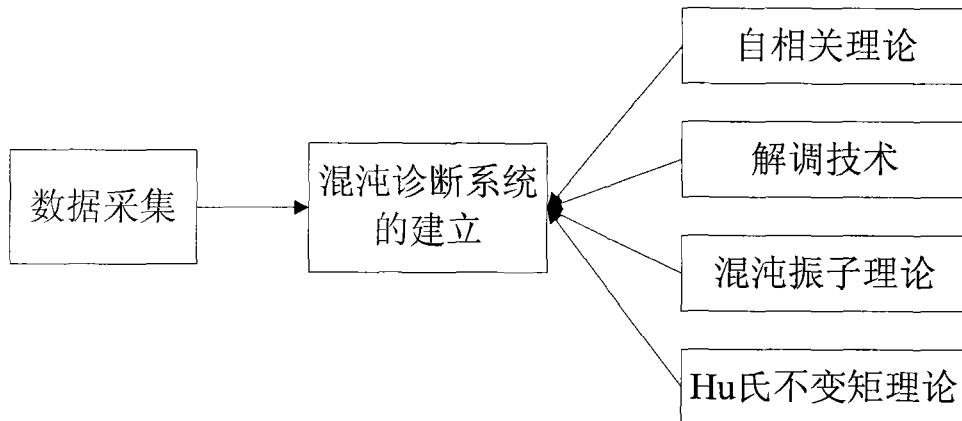 数据采集
混沌诊断系统
的建立
自相关理论
解调技术
混沌振子理论
Hu氏不变矩理论